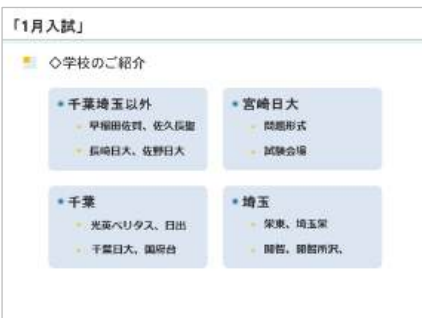 「1月入試」
◇学校のご紹介
千葉埼玉以外
早稲田佐賀、佐久長聖
長崎日大、佐野日大
宮崎日大
問題形式
試験会場
千葉
光英ベリタス、日出
千葉日大、国府台
埼玉
栄東、埼玉栄
開智、開智所沢、